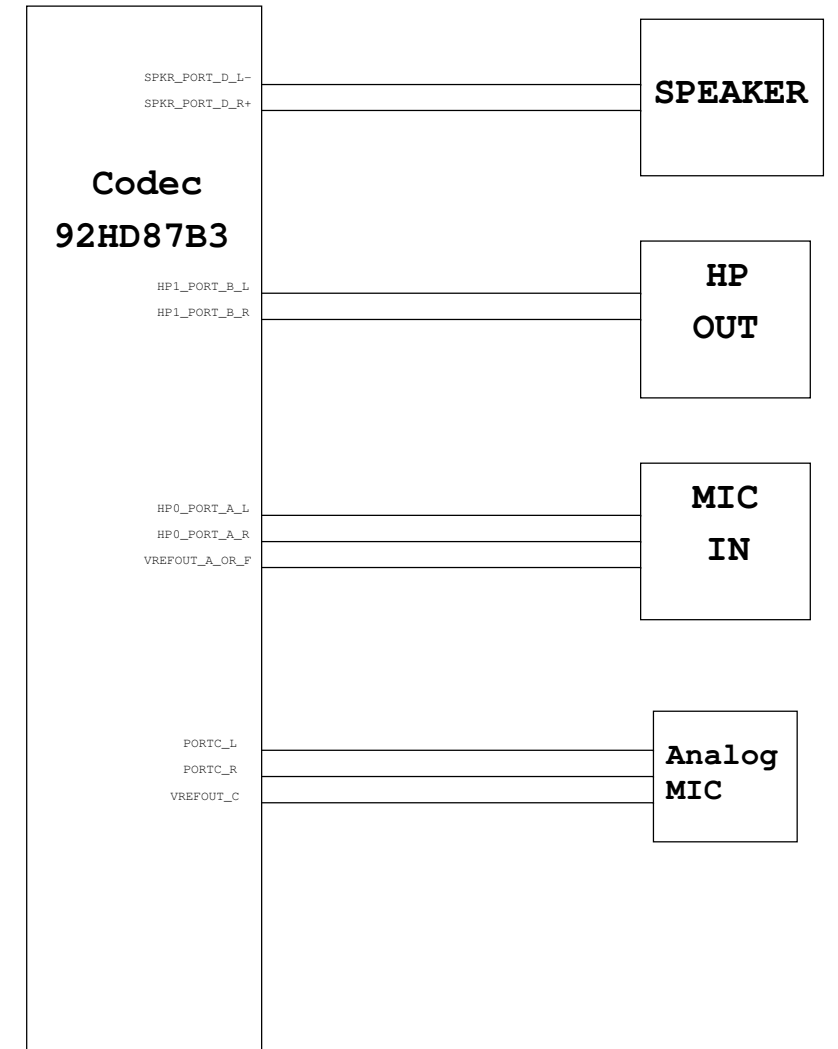 SPKR_PORT_D_L-
SPKR_PORT_D_R+
SPEAKER
Codec
92HD87B3
HP1_PORT_B_L
HP1_PORT_B_R
HP
OUT
HP0_PORT_A_L
HP0_PORT_A_R
VREFOUT_A_OR_F
MIC
IN
PORTC_L
PORTC_R
VREFOUT_C
Analog
MIC